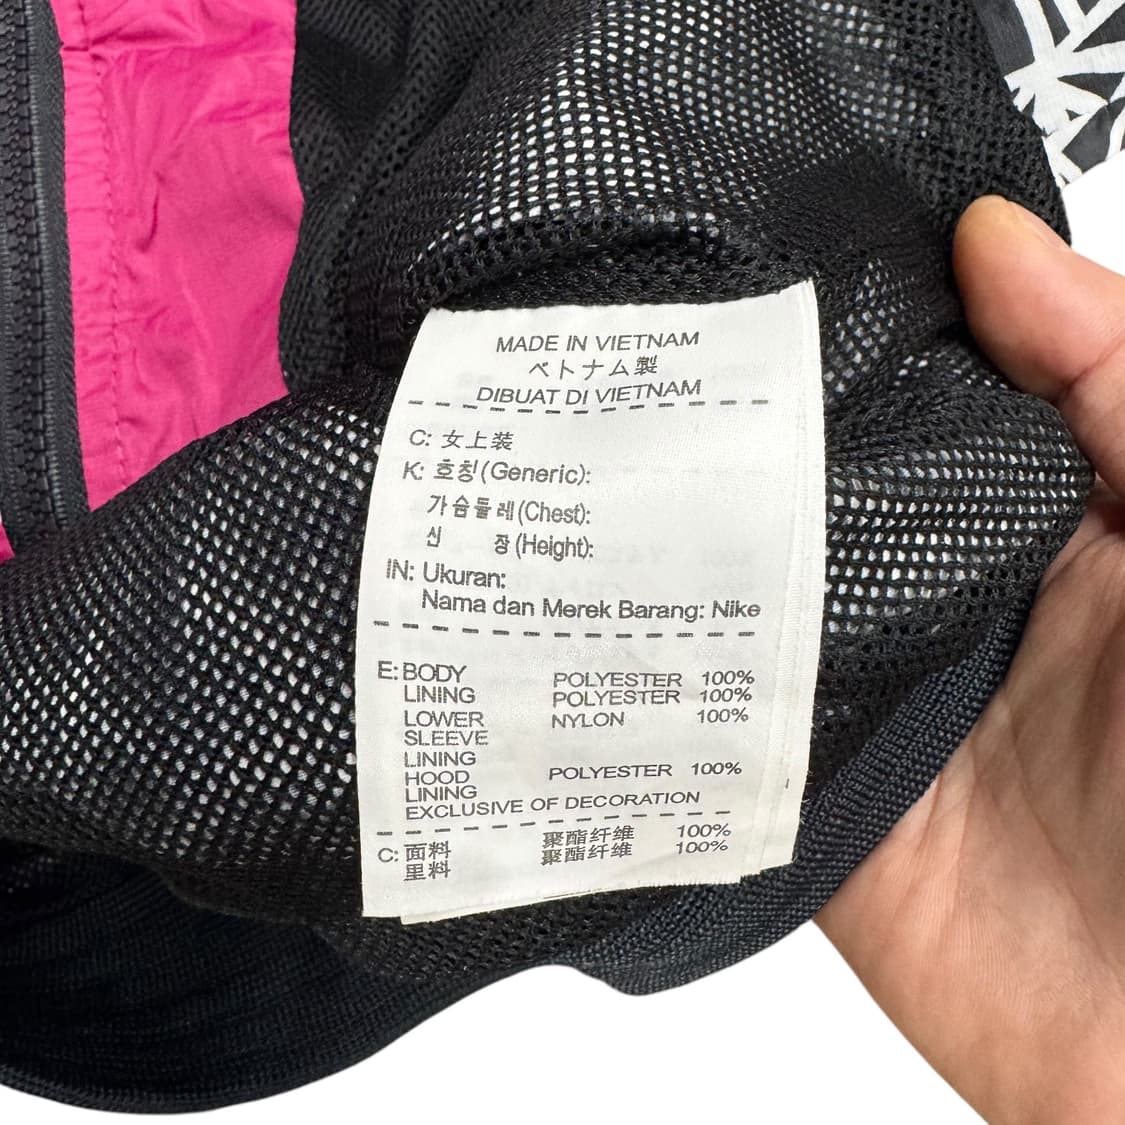 MADE IN VIETNAM
ベトナム製
DIBUAT DI VIETNAM
C: 女上装
K: 호칭(Generic):
가슴둘레(Chest):
신 장(Height):
IN: Ukuran:
Nama dan Merek Barang: Nike
E: BODY POLYESTER 100%
LINING POLYESTER 100%
LOWER NYLON 100%
SLEEVE
LINING
HOOD POLYESTER 100%
LINING
EXCLUSIVE OF DECORATION
C: 面料 聚酯纤维 100%
里料 聚酯纤维 100%